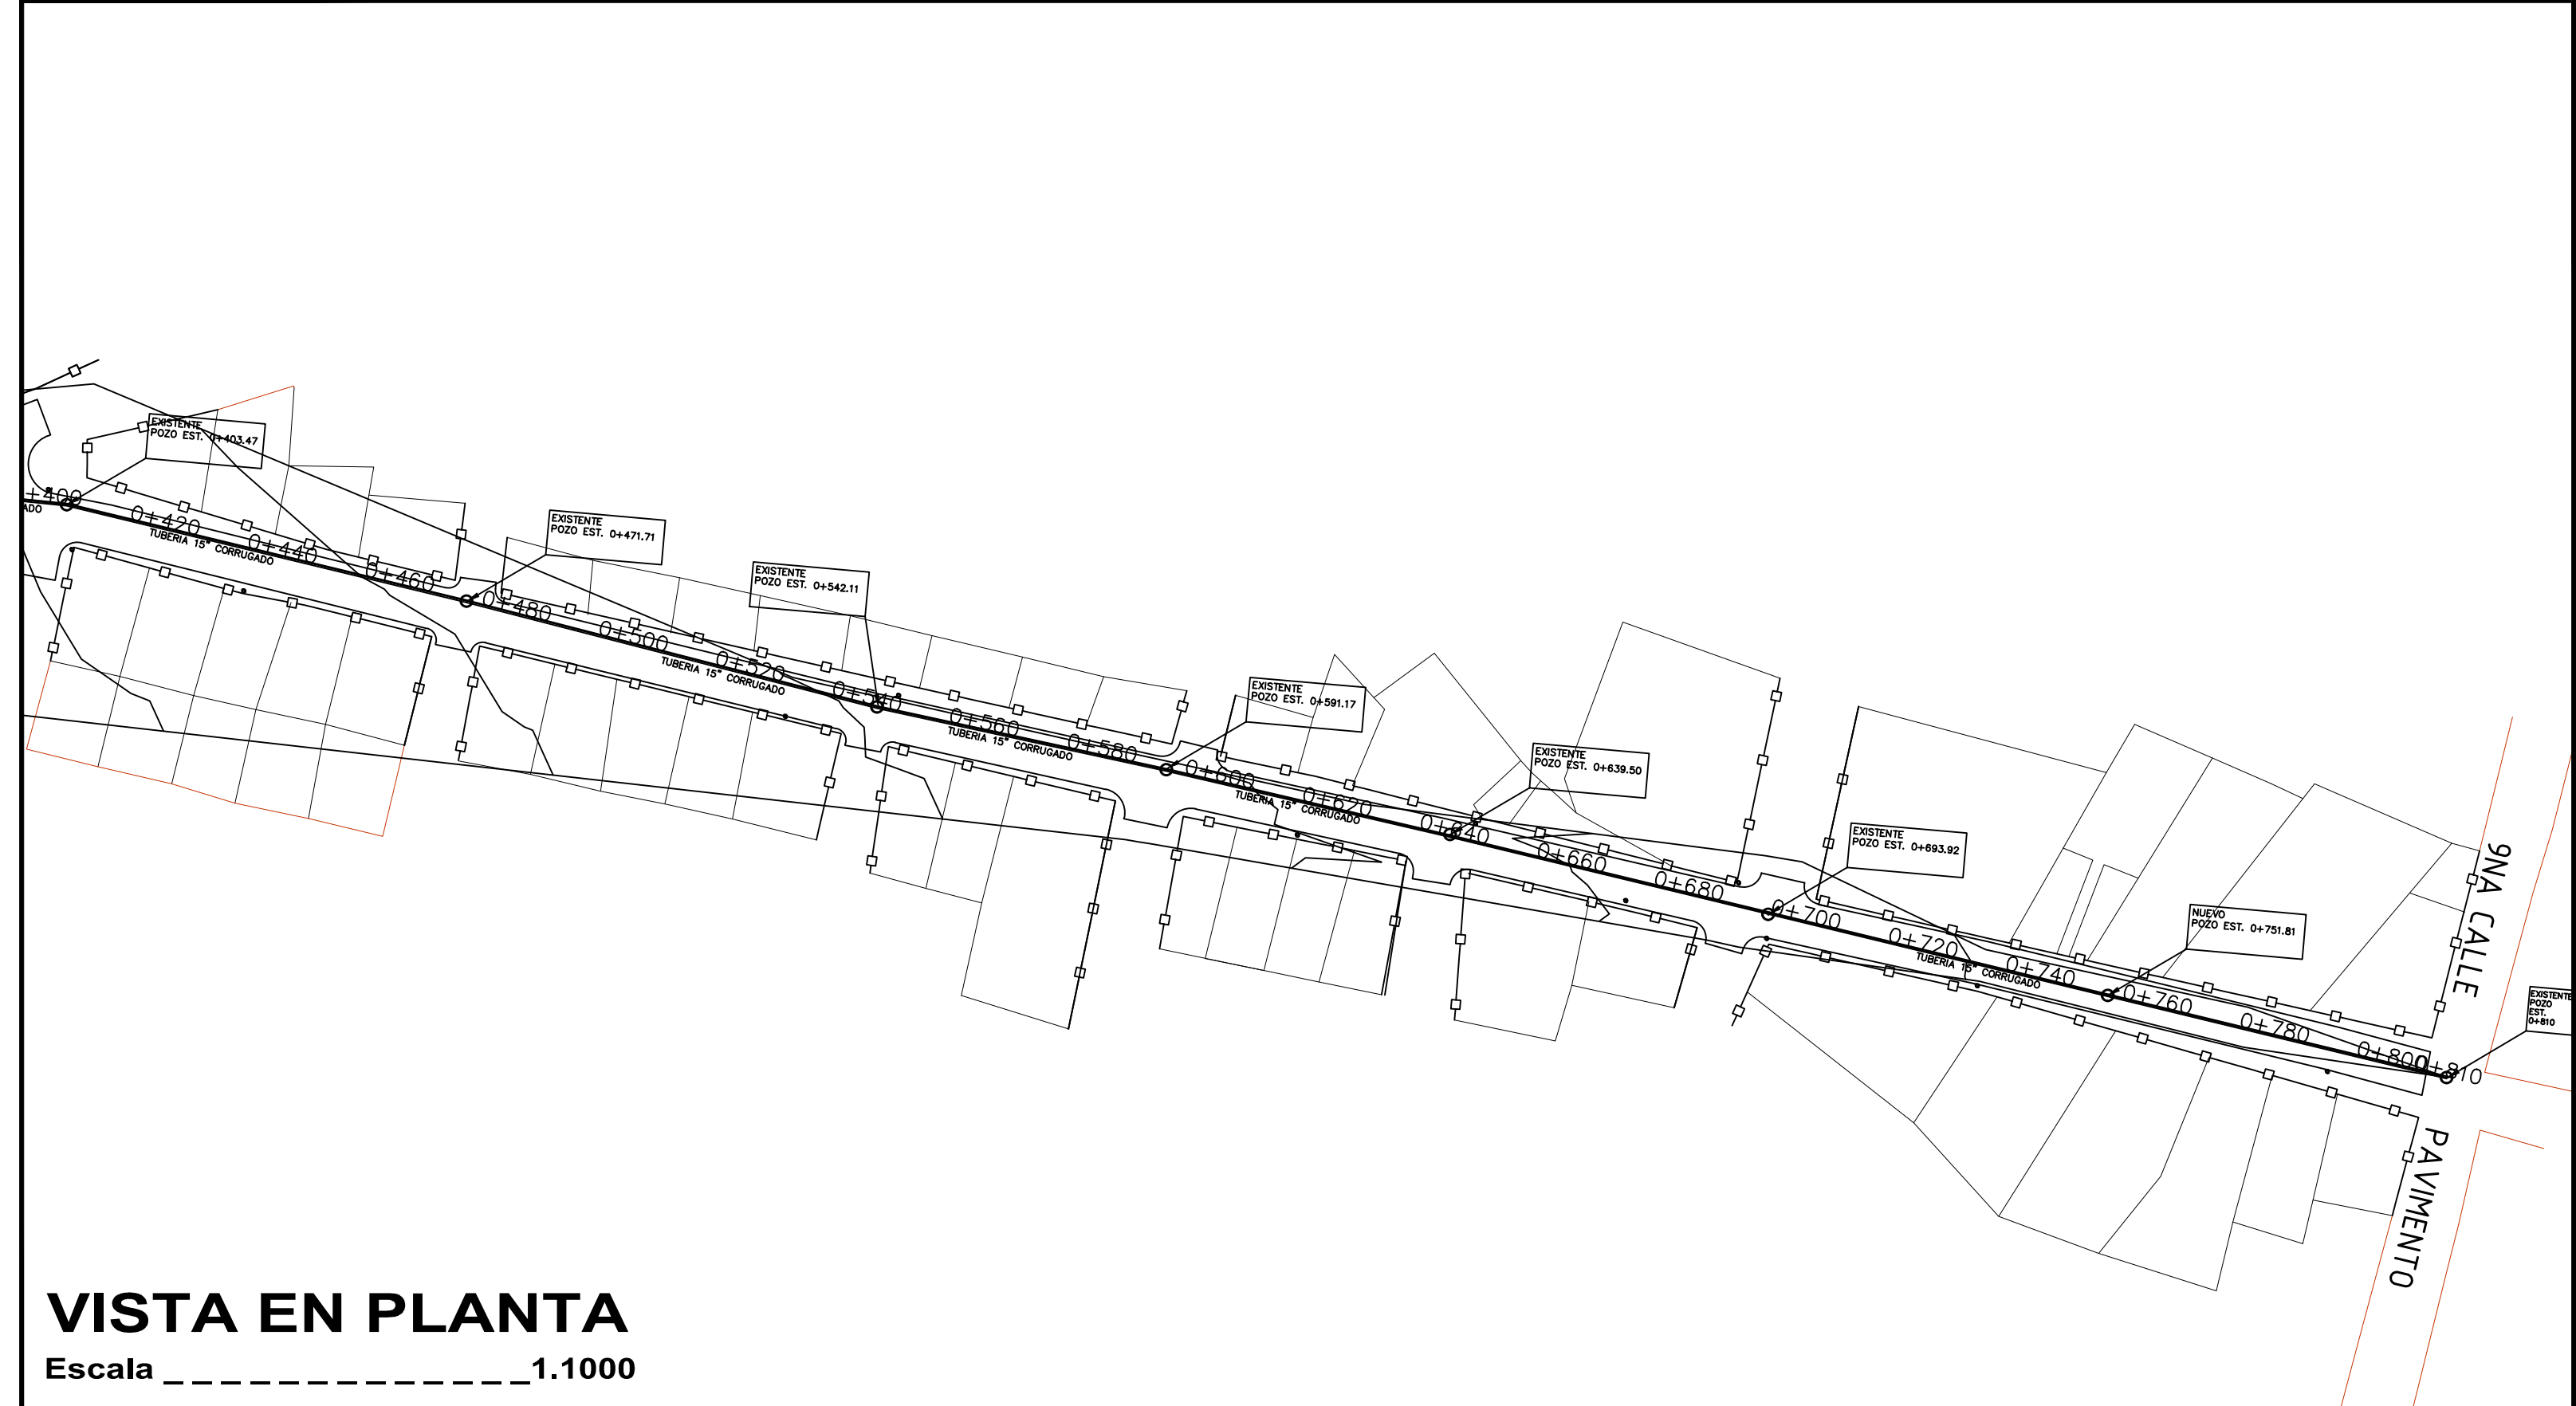 EXISTENTE
POZO EST. 0+403.47
+400
ADO
0+420
TUBERIA 15" CORRUGADO
0+440
0+460
EXISTENTE
POZO EST. 0+471.71
0+480
0+500
TUBERIA 15" CORRUGADO
0+520
EXISTENTE
POZO EST. 0+542.11
0+540
0+560
TUBERIA 15" CORRUGADO
0+580
EXISTENTE
POZO EST. 0+591.17
0+600
TUBERIA 15" CORRUGADO
0+620
EXISTENTE
POZO EST. 0+639.50
0+640
0+660
0+680
EXISTENTE
POZO EST. 0+693.92
0+700
0+720
TUBERIA 15" CORRUGADO
0+740
NUEVO
POZO EST. 0+751.81
0+760
0+780
0+800
0+810
EXISTENTE
POZO
EST.
0+810
9NA CALLE
PAVIMENTO
VISTA EN PLANTA
Escala _ _ _ _ _ _ _ _ _ _ _ _ _1.1000